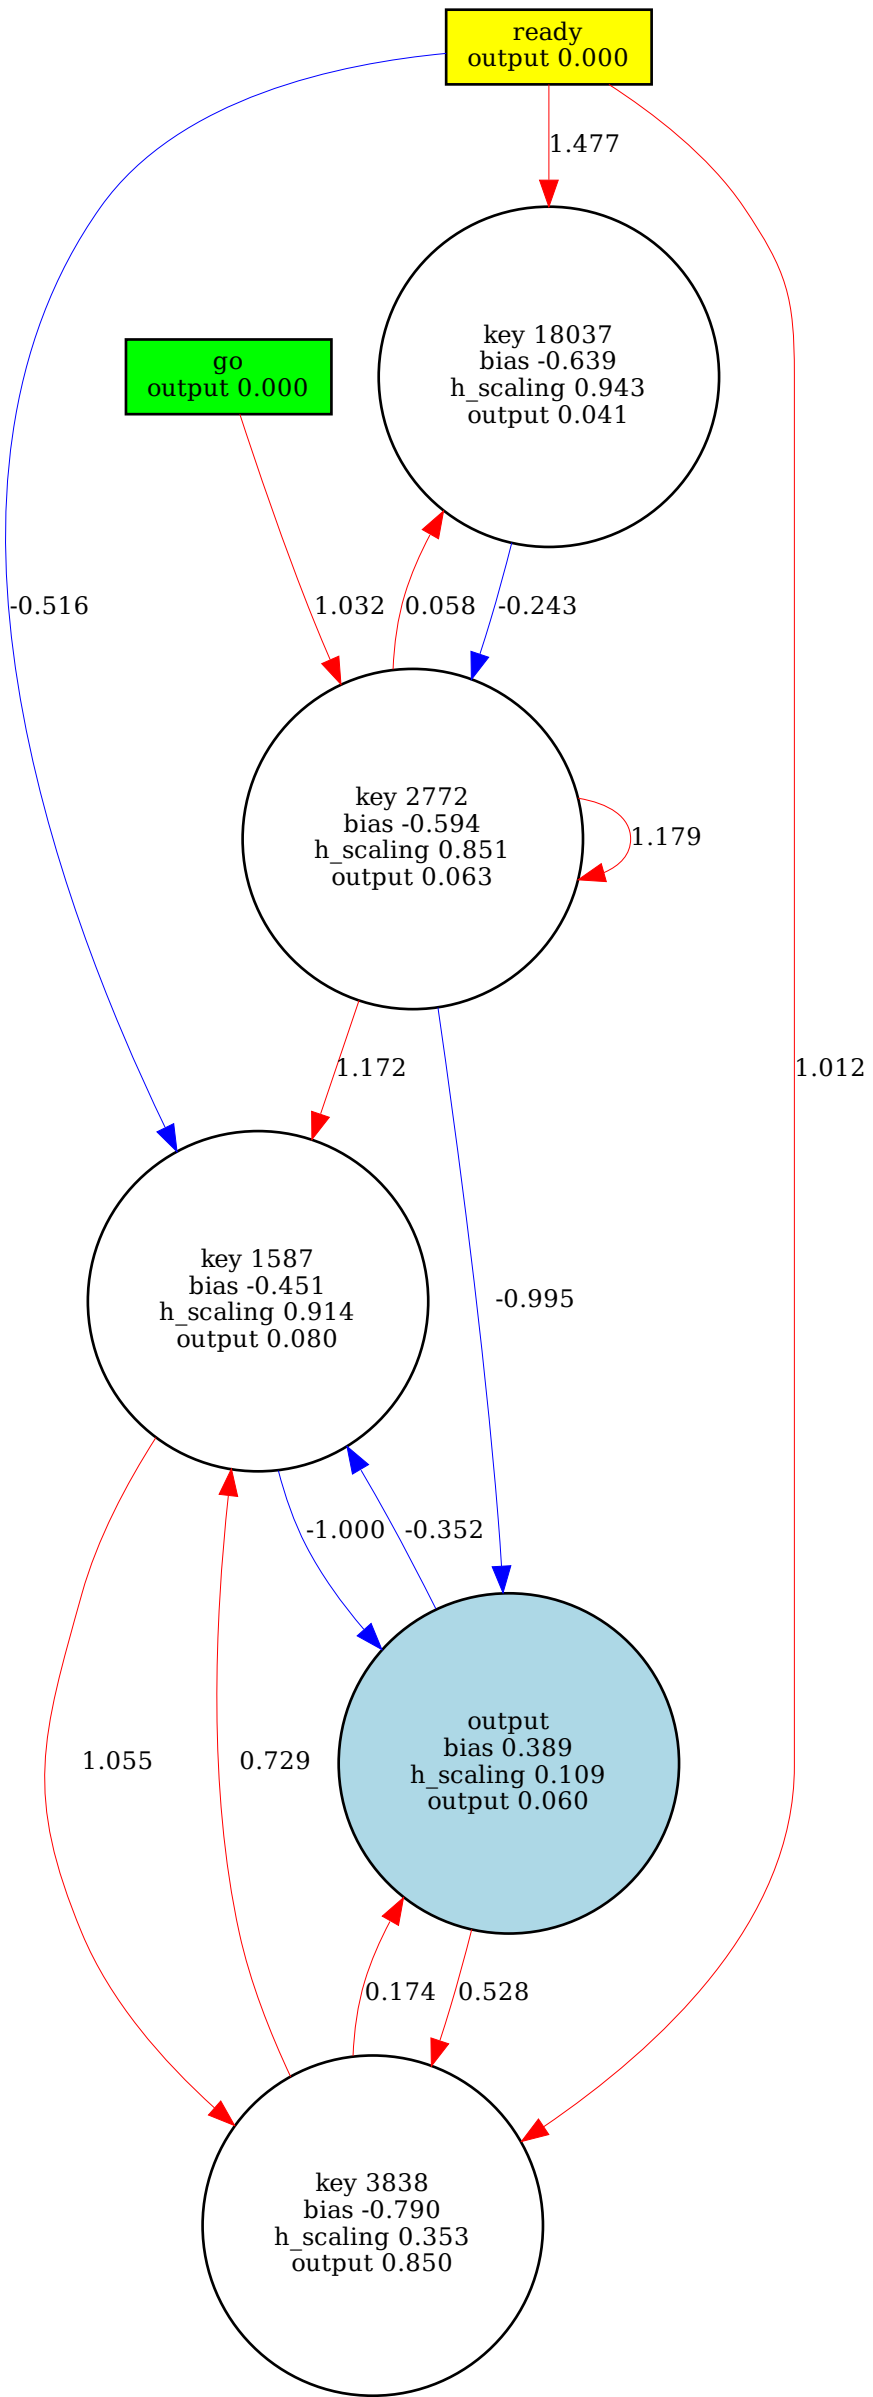 ready
output 0.000
1.477
key 18037
bias -0.639
h_scaling 0.943
output 0.041
go
output 0.000
-0.516
1.032
0.058
-0.243
key 2772
bias -0.594
h_scaling 0.851
output 0.063
1.179
1.172
1.012
key 1587
bias -0.451
h_scaling 0.914
output 0.080
-0.995
-1.000
-0.352
output
bias 0.389
h_scaling 0.109
output 0.060
1.055
0.729
0.174
0.528
key 3838
bias -0.790
h_scaling 0.353
output 0.850